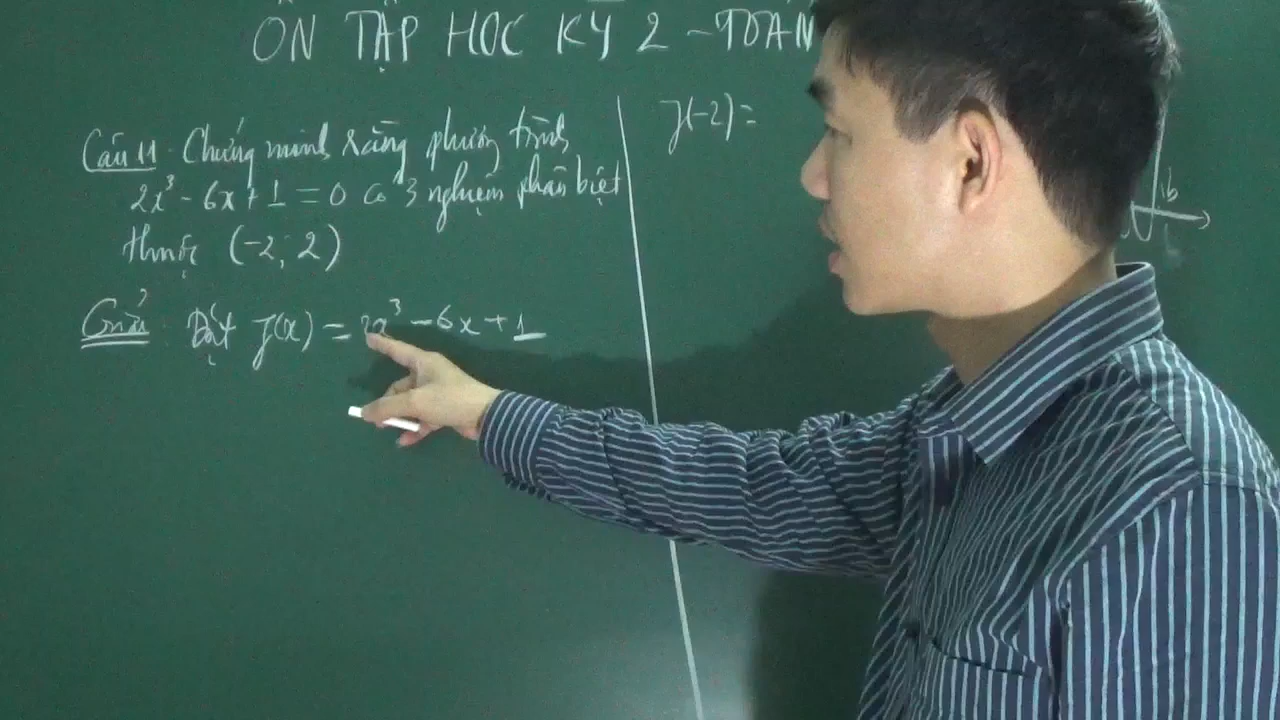 ÔN TẬP HỌC KỲ 2 - TOÁN
Câu 11. Chứng minh rằng phương trình
2x³ - 6x + 1 = 0 có 3 nghiệm phân biệt
thuộc (-2; 2)
Giải: Đặt f(x) = 2x³ - 6x + 1
f(-2) =
b